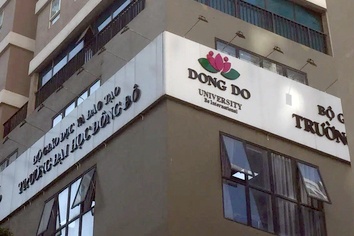 BỘ GIÁO DỤC VÀ ĐÀO TẠO
TRƯỜNG ĐẠI HỌC ĐÔNG ĐÔ
DONG DO
UNIVERSITY
Be international
BỘ G
TRƯỜN